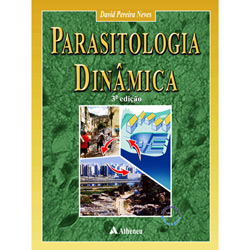 David Pereira Neves
PARASITOLOGIA
DINÂMICA
3ª edição
Atheneu